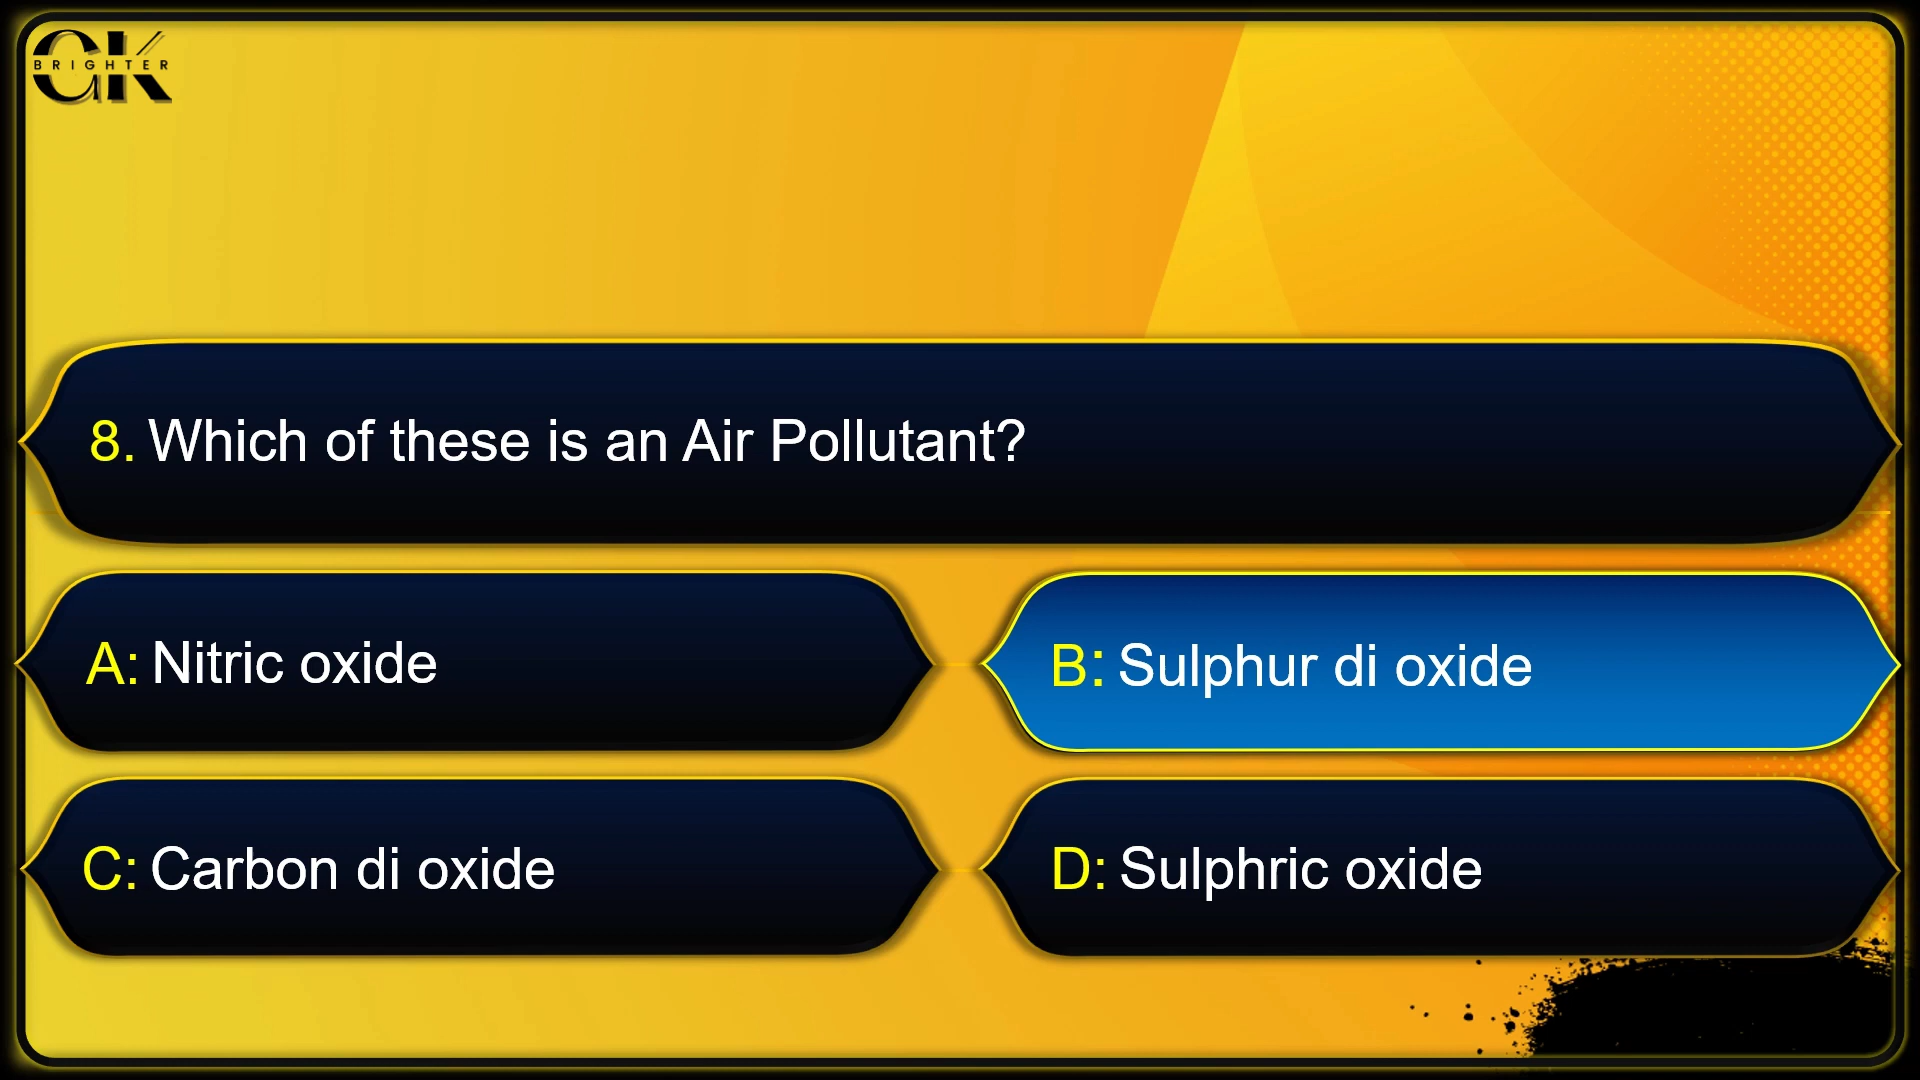 GK
BRIGHTER
8. Which of these is an Air Pollutant?
A: Nitric oxide
B: Sulphur di oxide
C: Carbon di oxide
D: Sulphric oxide